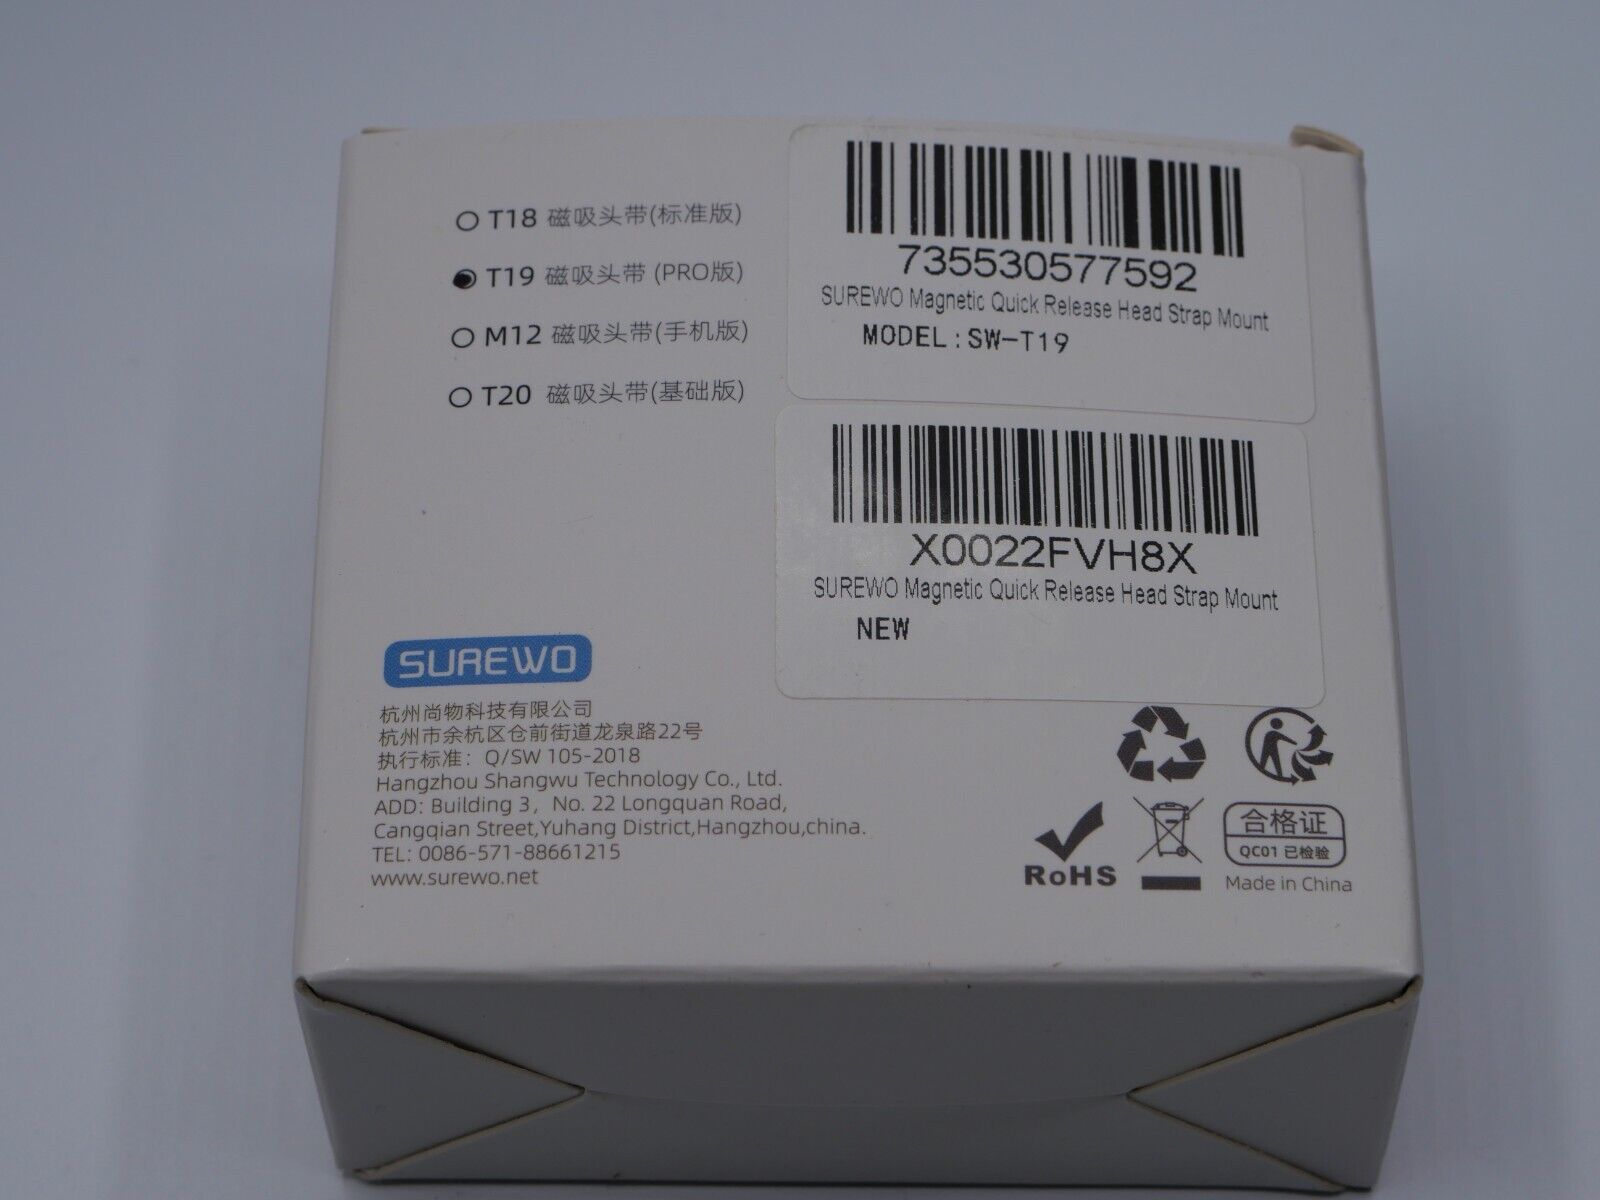 T18 磁吸头带(标准版)
T19 磁吸头带 (PRO版)
M12 磁吸头带(手机版)
T20 磁吸头带(基础版)
735530577592
SUREWO Magnetic Quick Release Head Strap Mount
MODEL:SW-T19
X0022FVH8X
SUREWO Magnetic Quick Release Head Strap Mount
NEW
SUREWO
杭州尚物科技有限公司
杭州市余杭区仓前街道龙泉路22号
执行标准：Q/SW 105-2018
Hangzhou Shangwu Technology Co., Ltd.
ADD: Building 3，No. 22 Longquan Road,
Cangqian Street,Yuhang District,Hangzhou,china.
TEL: 0086-571-88661215
www.surewo.net
RoHS
合格证
QC01 已检验
Made in China